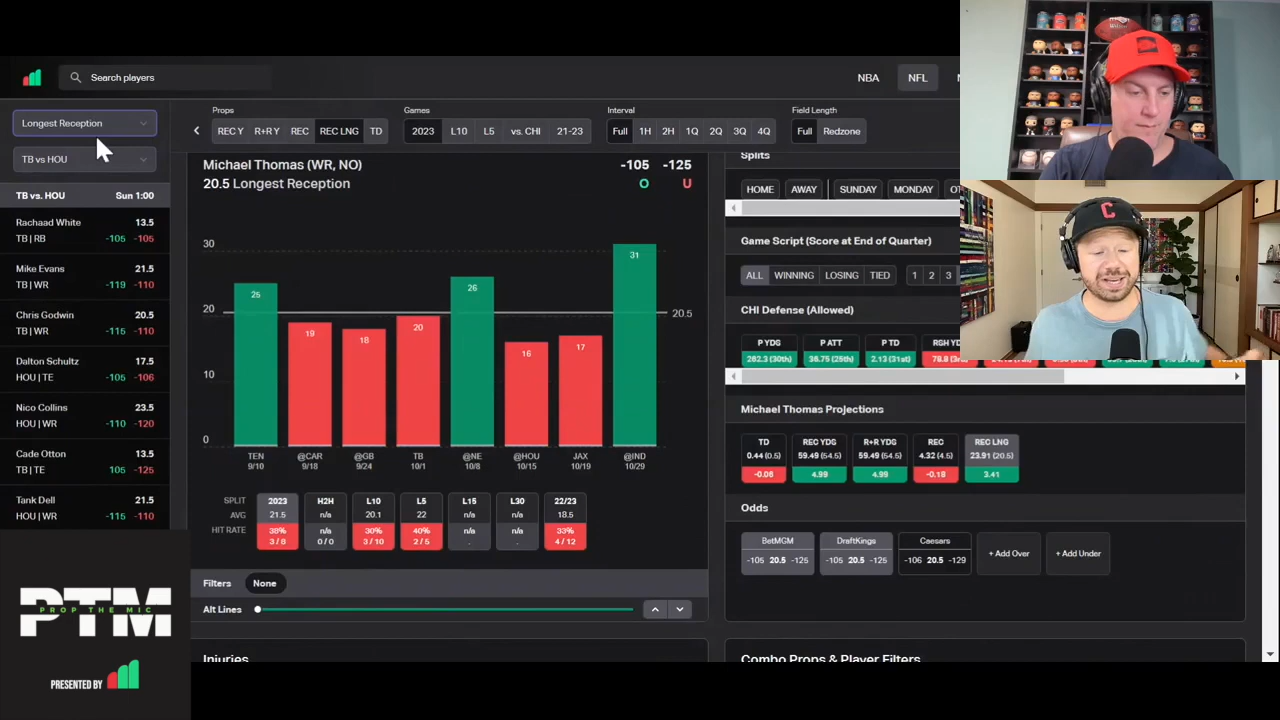 Search players
NBA
NFL
Longest Reception
TB vs HOU
TB vs. HOU Sun 1:00
Rachaad White 13.5
TB | RB -105 -105
Mike Evans 21.5
TB | WR -119 -110
Chris Godwin 20.5
TB | WR -115 -110
Dalton Schultz 17.5
HOU | TE -105 -106
Nico Collins 23.5
HOU | WR -110 -120
Cade Otton 13.5
TB | TE -105 -125
Tank Dell 21.5
HOU | WR -115 -110
PTM
PROP THE MIC
PRESENTED BY
Props
REC Y R+R Y REC REC LNG TD
Games
2023 L10 L5 vs. CHI 21-23
Interval
Full 1H 2H 1Q 2Q 3Q 4Q
Field Length
Full Redzone
Michael Thomas (WR, NO) -105 -125
20.5 Longest Reception O U
30
20
10
0
25
19
18
20
26
16
17
31
20.5
TEN @CAR @GB TB @NE @HOU JAX @IND
9/10 9/18 9/24 10/1 10/8 10/15 10/19 10/29
SPLIT 2023 H2H L10 L5 L15 L30 22/23
AVG 21.5 n/a 20.1 22 n/a n/a 18.5
HIT RATE 38% n/a 30% 40% n/a n/a 33%
3 / 8 0 / 0 3 / 10 2 / 5 - - 4 / 12
Filters None
Alt Lines
Injuries
Splits
HOME AWAY SUNDAY MONDAY
Game Script (Score at End of Quarter)
ALL WINNING LOSING TIED 1 2 3
CHI Defense (Allowed)
P YDG P ATT P TD
262.3 (30th) 36.75 (25th) 2.13 (31st)
Michael Thomas Projections
TD REC YDG R+R YDG REC REC LNG
0.44 (0.5) 59.49 (54.5) 59.49 (54.5) 4.32 (4.5) 23.91 (20.5)
-0.06 4.99 4.99 -0.18 3.41
Odds
BetMGM DraftKings Caesars
-105 20.5 -125 -105 20.5 -125 -106 20.5 -129
+ Add Over + Add Under
Combo Props & Player Filters
C